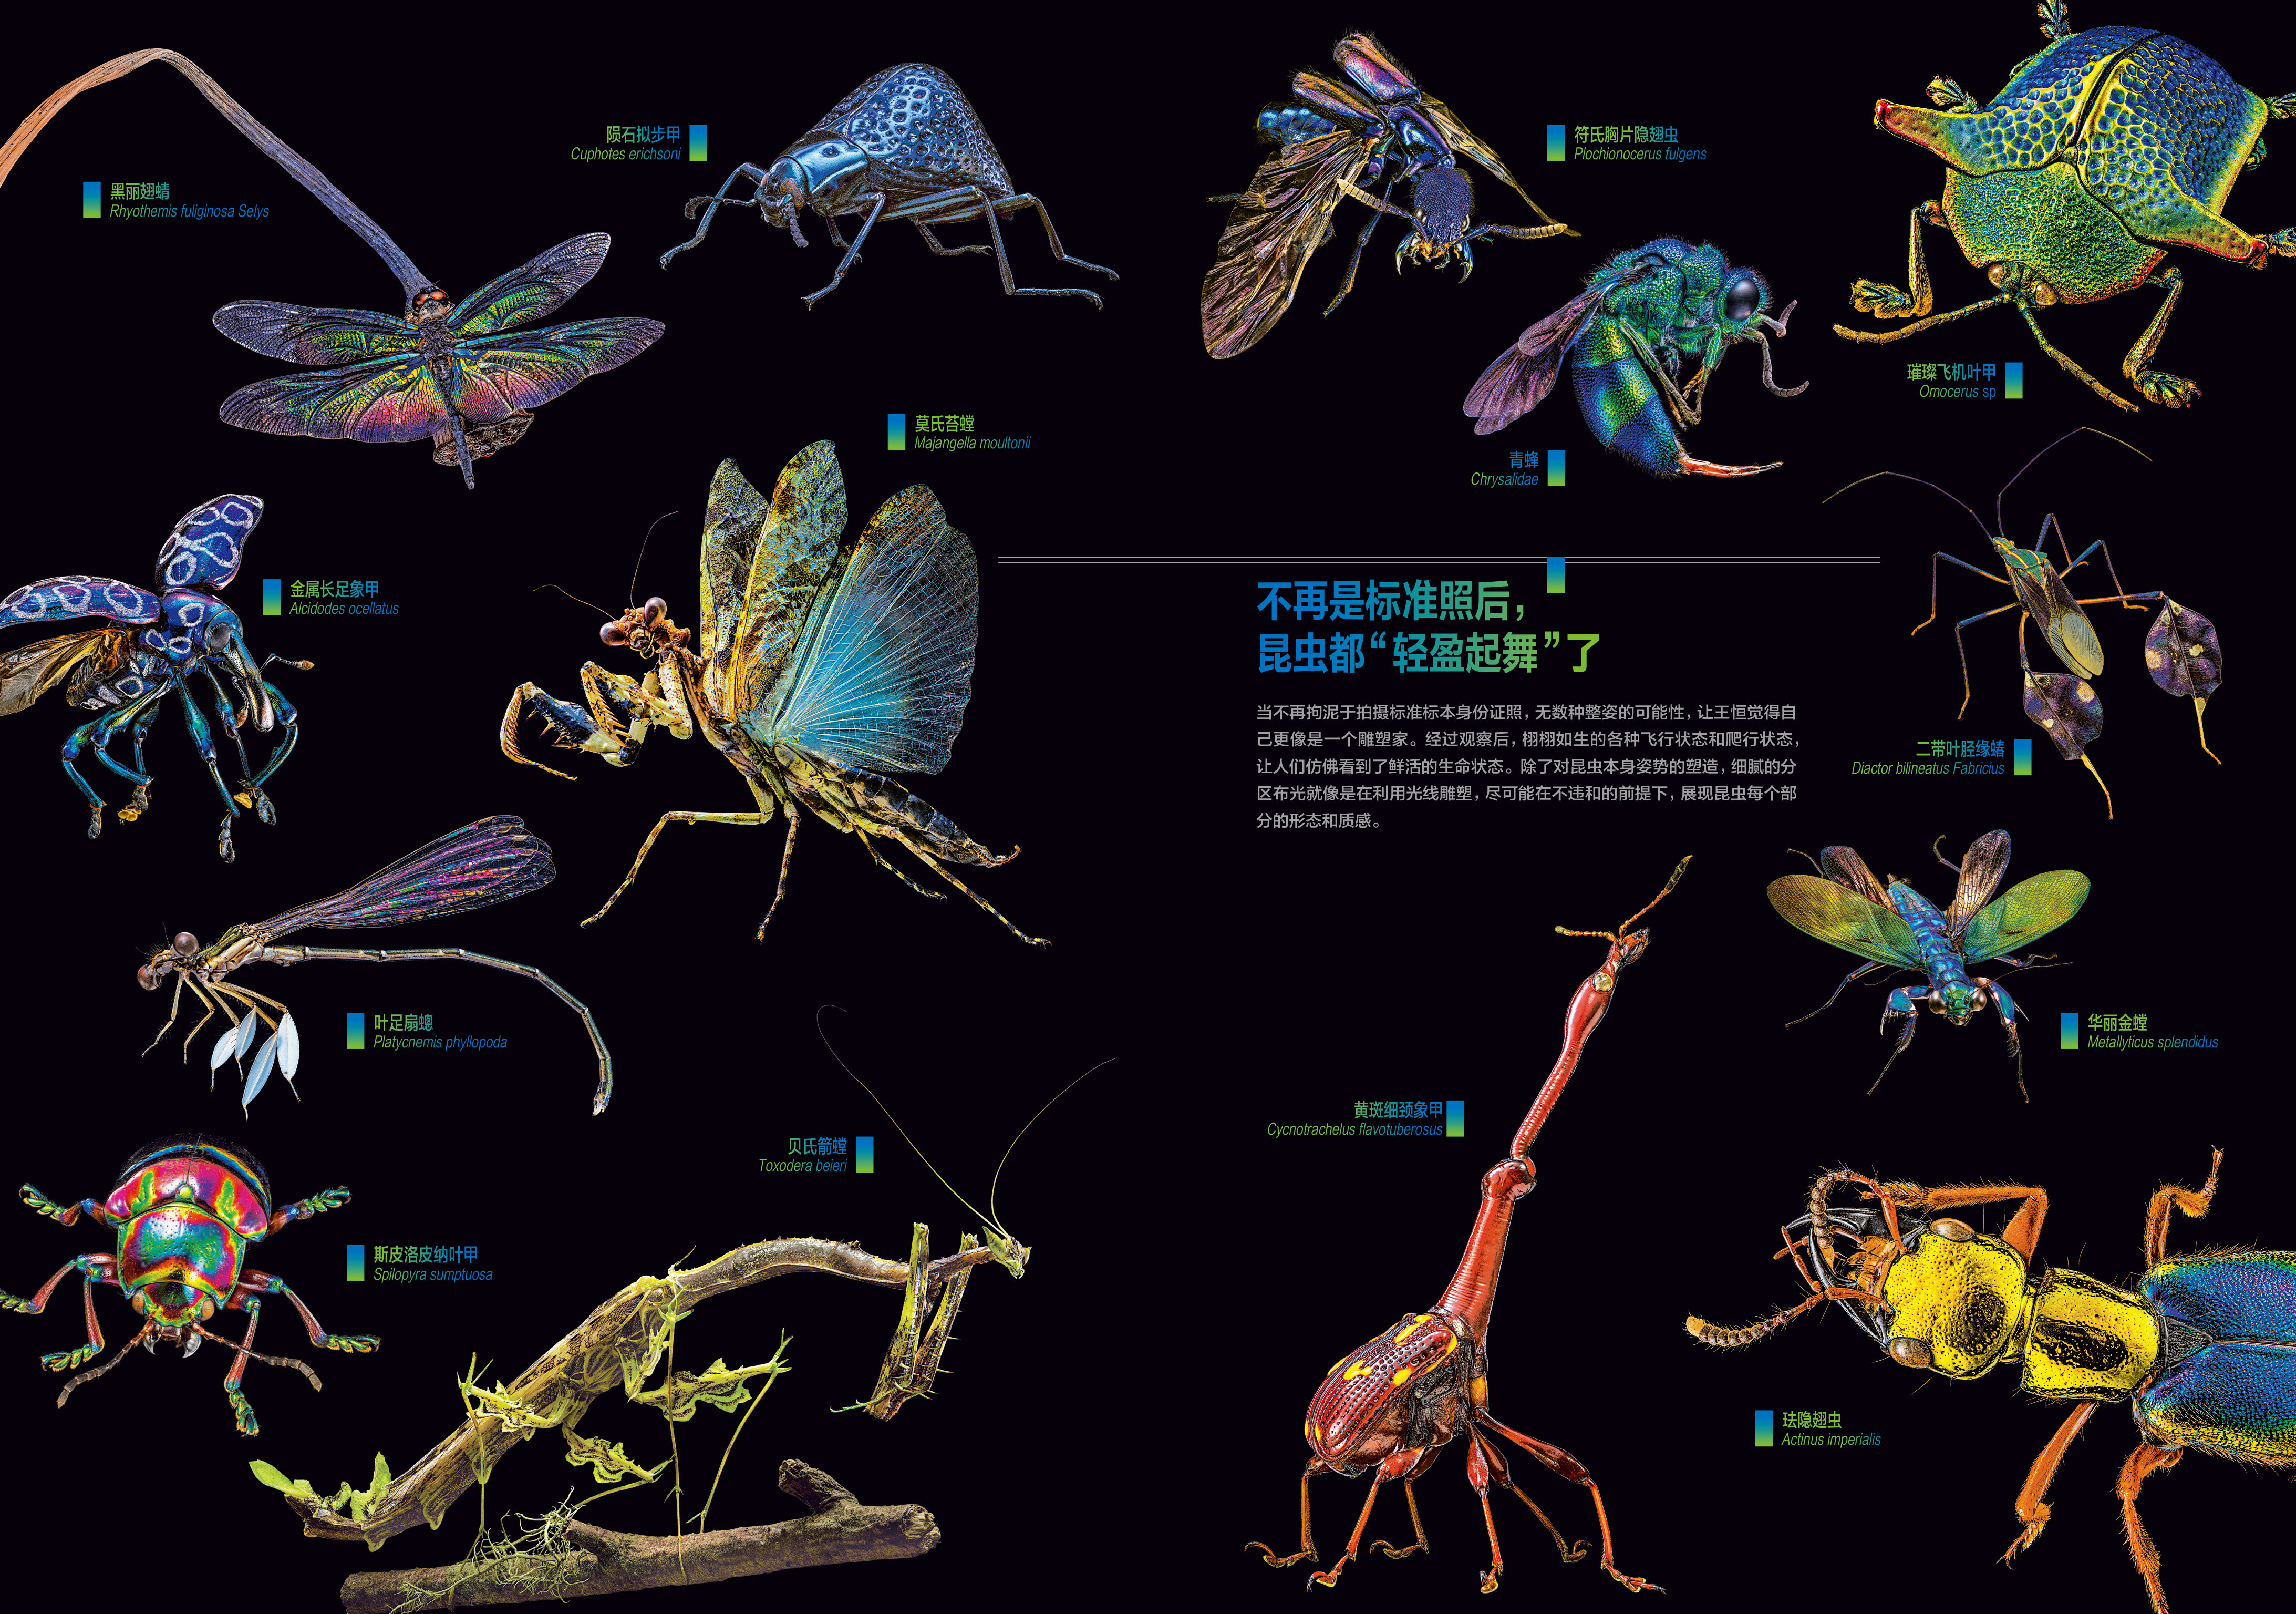 黑丽翅蜻
Rhyothemis fuliginosa Selys
陨石拟步甲
Cuphotes erichsoni
莫氏苔螳
Majangella moultonii
金属长足象甲
Alcidodes ocellatus
叶足扇蟌
Platycnemis phyllopoda
贝氏箭螳
Toxodera beieri
斯皮洛皮纳叶甲
Spilopyra sumptuosa
符氏胸片隐翅虫
Plochionocerus fulgens
璀璨飞机叶甲
Omocerus sp
青蜂
Chrysalidae
不再是标准照后，
昆虫都“轻盈起舞”了
当不再拘泥于拍摄标准标本身份证照，无数种整姿的可能性，让王恒觉得自
己更像是一个雕塑家。经过观察后，栩栩如生的各种飞行状态和爬行状态，
让人们仿佛看到了鲜活的生命状态。除了对昆虫本身姿势的塑造，细腻的分
区布光就像是在利用光线雕塑，尽可能在不违和的前提下，展现昆虫每个部
分的形态和质感。
二带叶胫缘蝽
Diactor bilineatus Fabricius
华丽金螳
Metallyticus splendidus
黄斑细颈象甲
Cycnotrachelus flavotuberosus
珐隐翅虫
Actinus imperialis